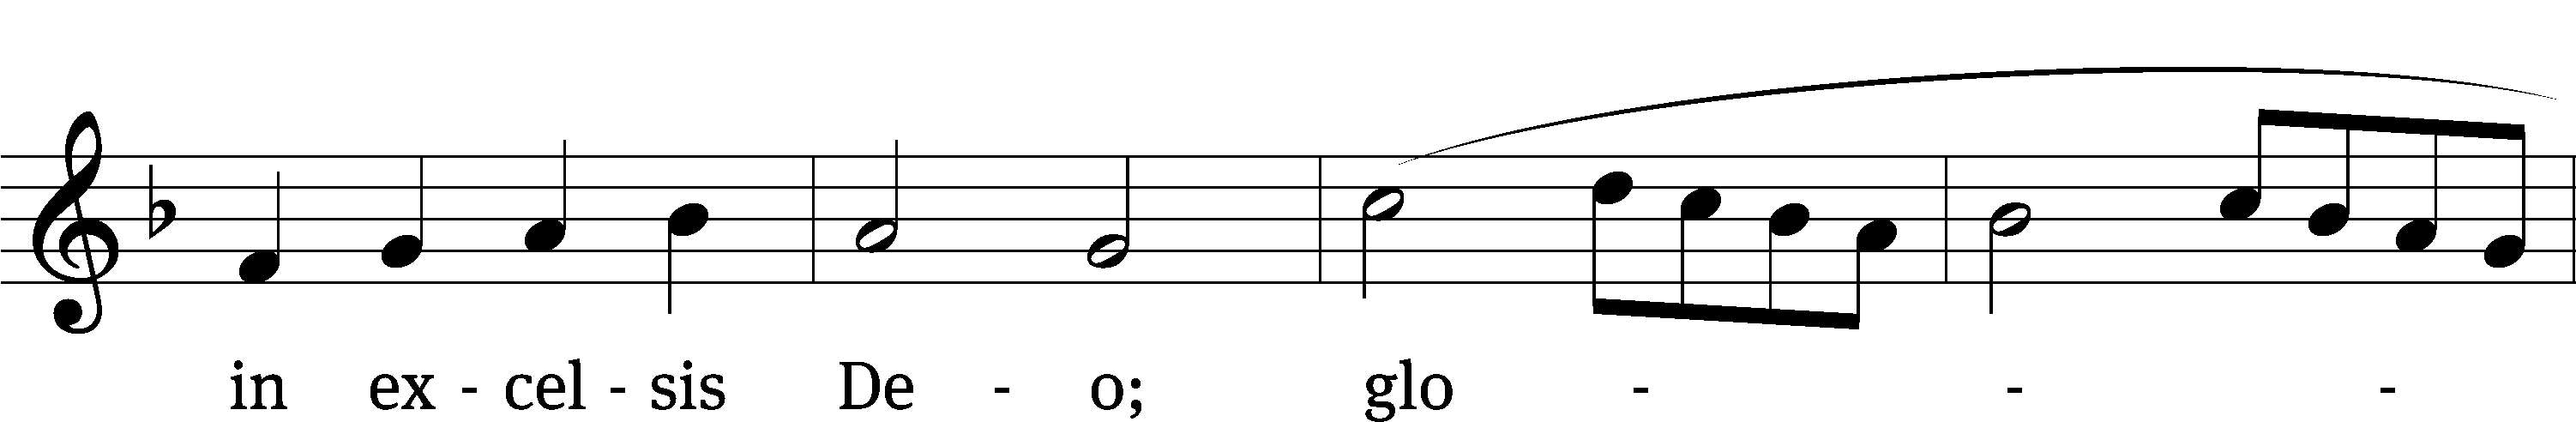 in ex - cel - sis De - o; glo - - -